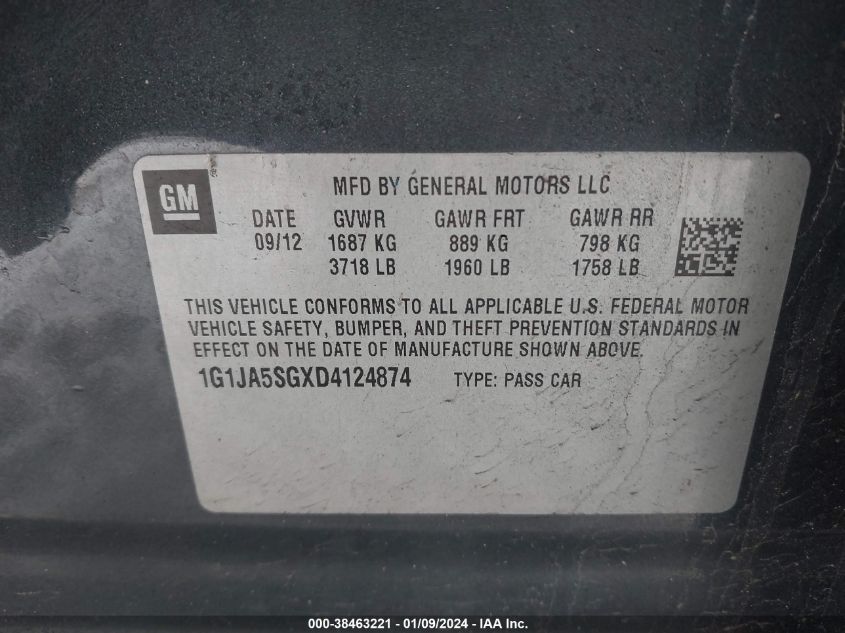 GM
MFD BY GENERAL MOTORS LLC
DATE GVWR GAWR FRT GAWR RR
09/12 1687 KG 889 KG 798 KG
3718 LB 1960 LB 1758 LB
THIS VEHICLE CONFORMS TO ALL APPLICABLE U.S. FEDERAL MOTOR
VEHICLE SAFETY, BUMPER, AND THEFT PREVENTION STANDARDS IN
EFFECT ON THE DATE OF MANUFACTURE SHOWN ABOVE.
1G1JA5SGXD4124874 TYPE: PASS CAR
000-38463221 - 01/09/2024 - IAA Inc.